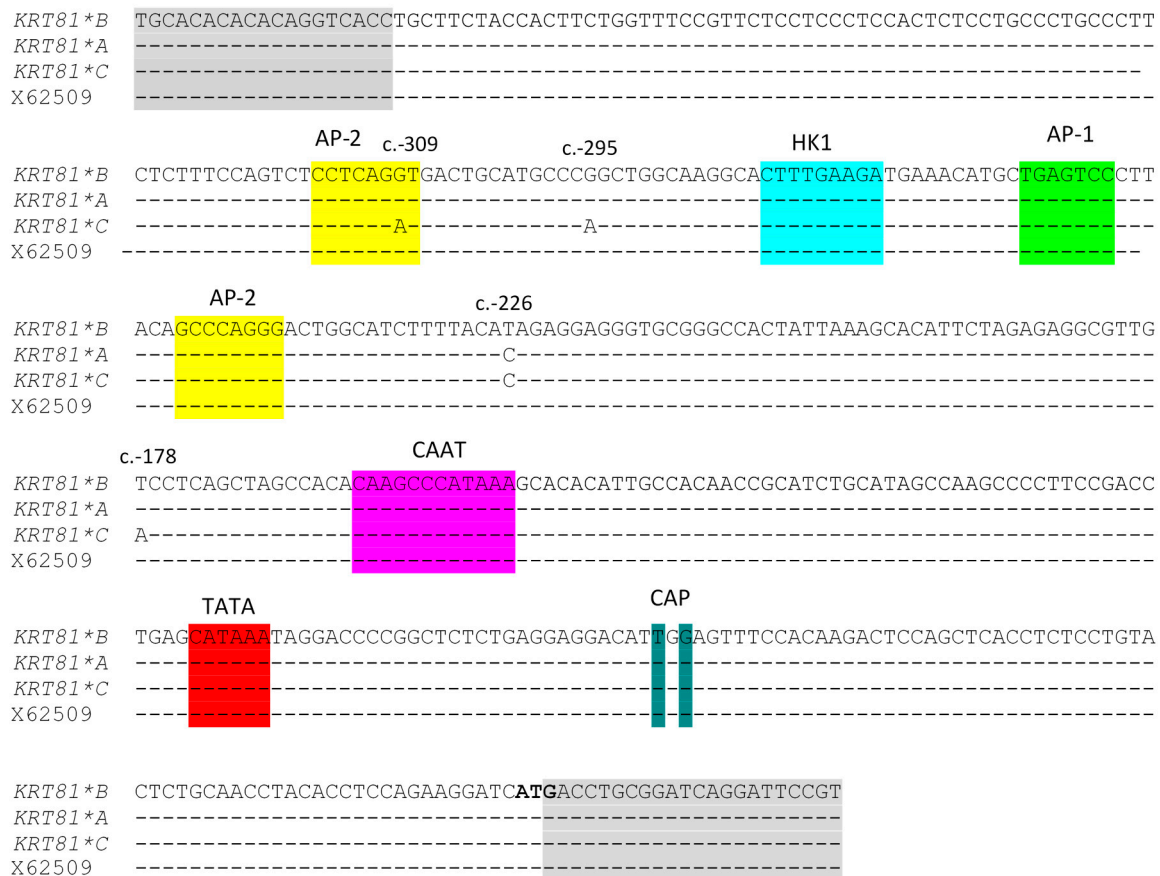 KRT81*B TGCACACACACAGGTCACCTGCTTCTACCACTTCTGGTTTCCGTTCTCCTCCCTCCACTCTCCTGCCCTGCCCTT
KRT81*A ---------------------------------------------------------------------------
KRT81*C --------------------------------------------------------------------------
X62509 ---------------------------------------------------------------------------
AP-2 c.-309 c.-295 HK1 AP-1
KRT81*B CTCTTTCCAGTCTCCTCAGGTGACTGCATGCCCGGCTGGCAAGGCACTTTGAAGATGAAACATGCTGAGTCCCTT
KRT81*A ---------------------------------------------------------------------------
KRT81*C -------------------A-------------A-----------------------------------------
X62509 ---------------------------------------------------------------------------
AP-2 c.-226
KRT81*B ACAGCCCAGGGACTGGCATCTTTTACATAGAGGAGGGTGCGGGCCACTATTAAAGCACATTCTAGAGAGGCGTTG
KRT81*A ---------------------------C-----------------------------------------------
KRT81*C ---------------------------C-----------------------------------------------
X62509 ---------------------------------------------------------------------------
c.-178 CAAT
KRT81*B TCCTCAGCTAGCCACACAAGCCCATAAAGCACACATTGCCACAACCGCATCTGCATAGCCAAGCCCCTTCCGACC
KRT81*A ---------------------------------------------------------------------------
KRT81*C A--------------------------------------------------------------------------
X62509 ---------------------------------------------------------------------------
TATA CAP
KRT81*B TGAGCATAAATAGGACCCCGGCTCTCTGAGGAGGACATTGGAGTTTCCACAAGACTCCAGCTCACCTCTCCTGTA
KRT81*A ---------------------------------------------------------------------------
KRT81*C ---------------------------------------------------------------------------
X62509 ---------------------------------------------------------------------------
KRT81*B CTCTGCAACCTACACCTCCAGAAGGATCATGACCTGCGGATCAGGATTCCGT
KRT81*A ----------------------------------------------------
KRT81*C ----------------------------------------------------
X62509 ----------------------------------------------------